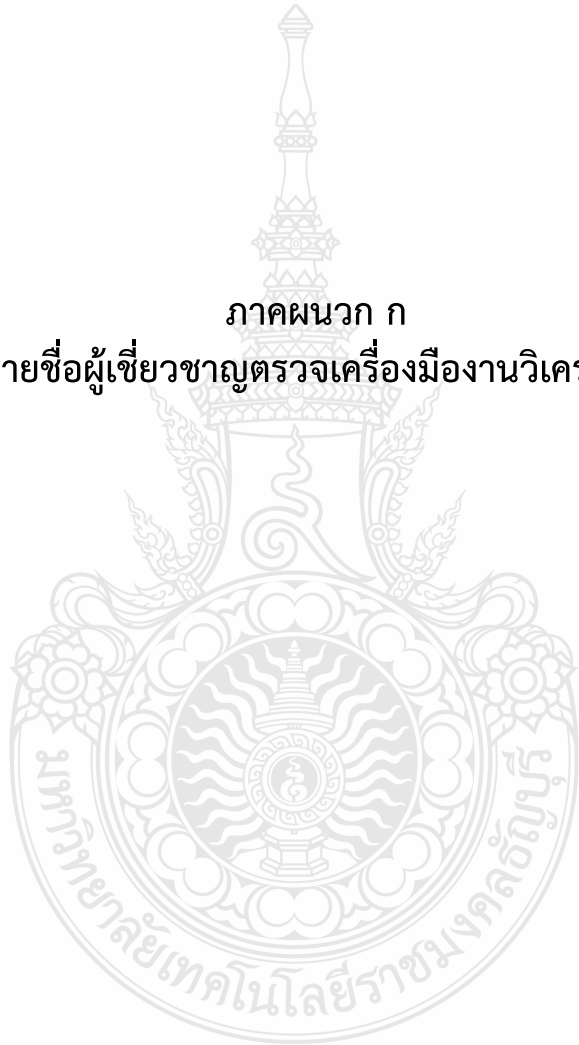 ภาคผนวก ก
ายชื่อผู้เชี่ยวชาญตรวจเครื่องมืองานวิเคร
มหาวิทยาลัยเทคโนโลยีราชมงคลธัญบุรี